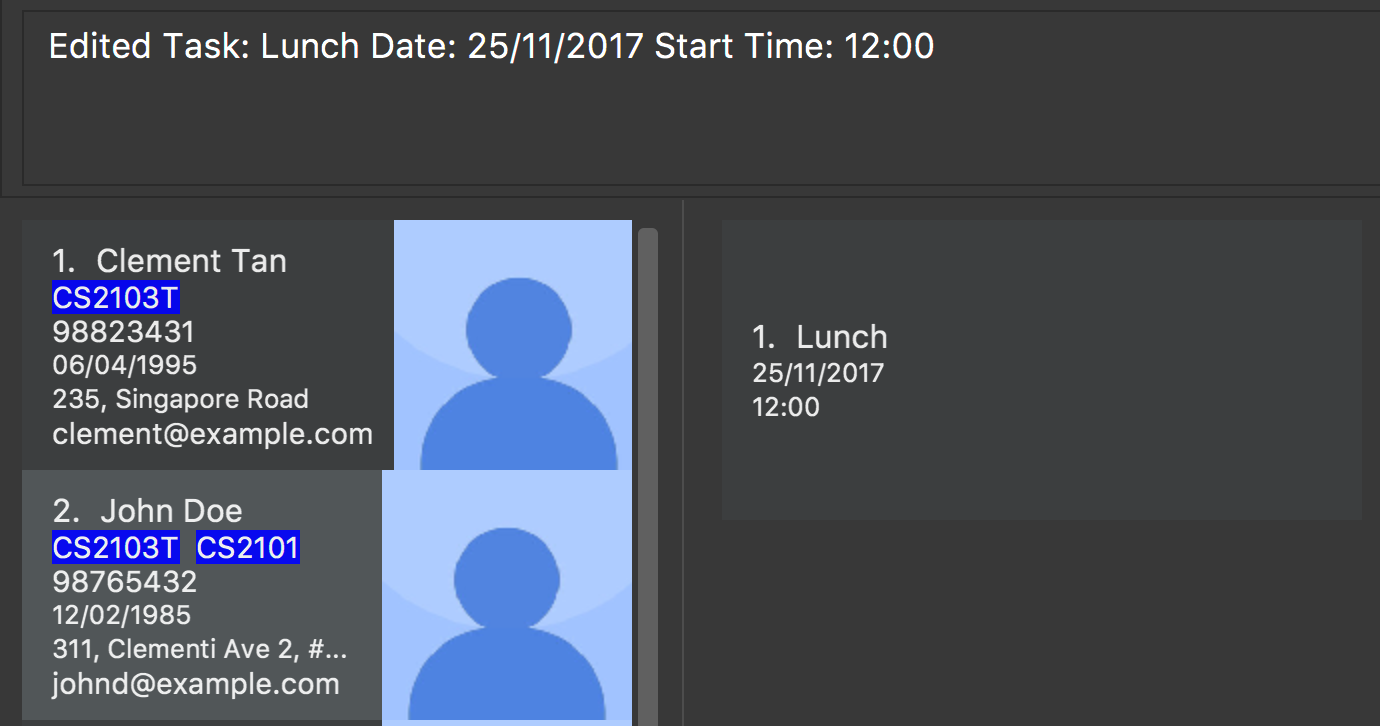 Edited Task: Lunch Date: 25/11/2017 Start Time: 12:00
1. Clement Tan
CS2103T
98823431
06/04/1995
235, Singapore Road
clement@example.com
2. John Doe
CS2103T CS2101
98765432
12/02/1985
311, Clementi Ave 2, #...
johnd@example.com
1. Lunch
25/11/2017
12:00